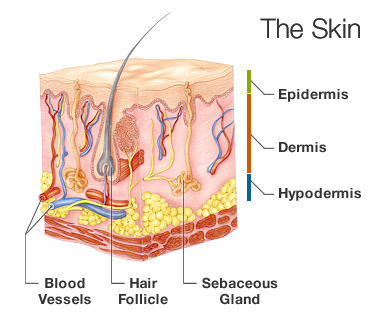 The Skin
Epidermis
Dermis
Hypodermis
Blood
Vessels
Hair
Follicle
Sebaceous
Gland